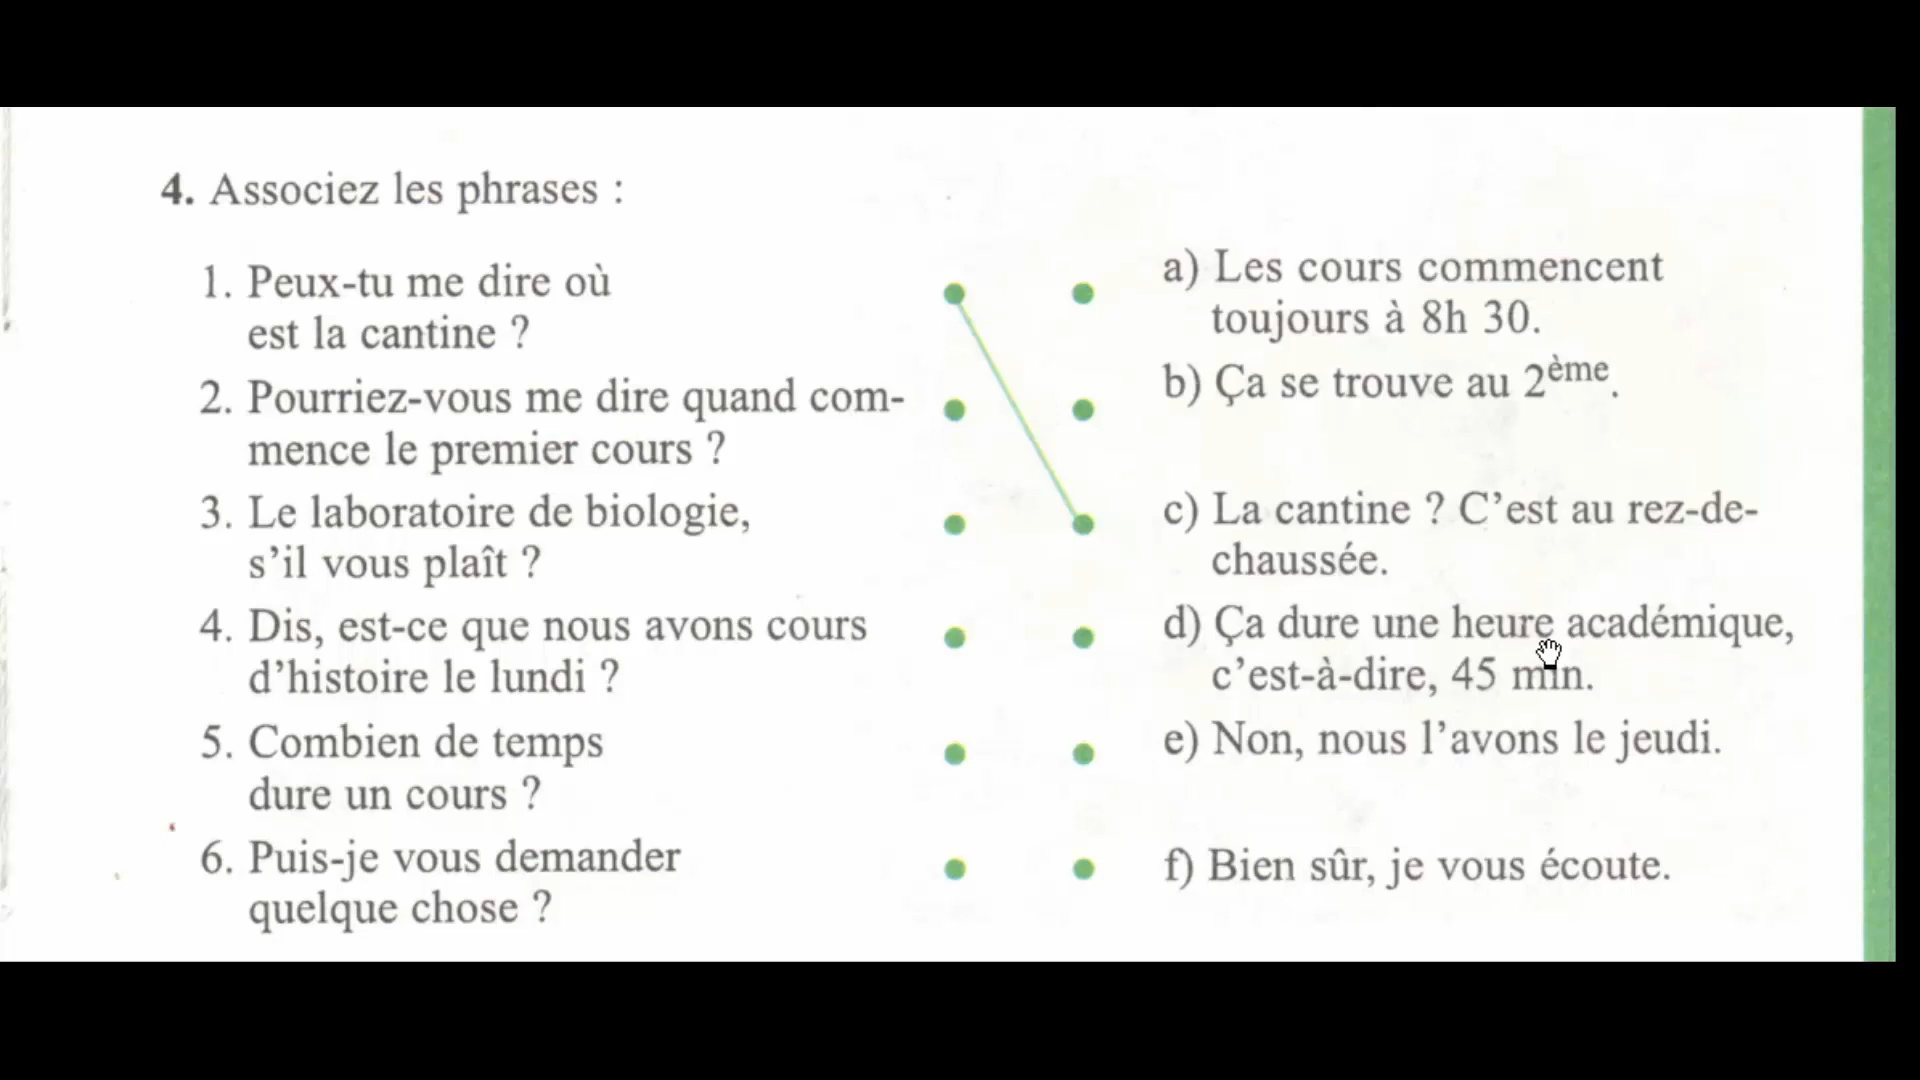 4. Associez les phrases :
1. Peux-tu me dire où
est la cantine ?
2. Pourriez-vous me dire quand com-
mence le premier cours ?
3. Le laboratoire de biologie,
s’il vous plaît ?
4. Dis, est-ce que nous avons cours
d’histoire le lundi ?
5. Combien de temps
dure un cours ?
6. Puis-je vous demander
quelque chose ?
a) Les cours commencent
toujours à 8h 30.
b) Ça se trouve au 2ème.
c) La cantine ? C’est au rez-de-
chaussée.
d) Ça dure une heure académique,
c’est-à-dire, 45 min.
e) Non, nous l’avons le jeudi.
f) Bien sûr, je vous écoute.